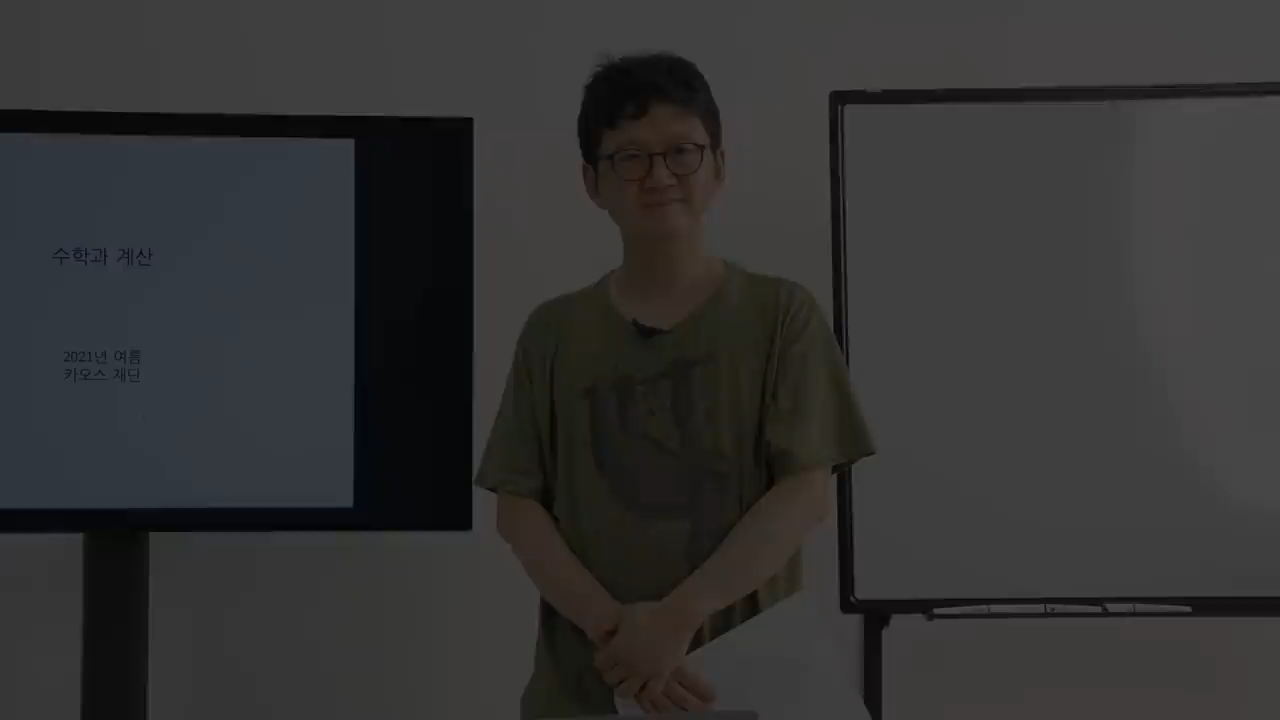 수학과 계산
2021년 여름
카오스 재단